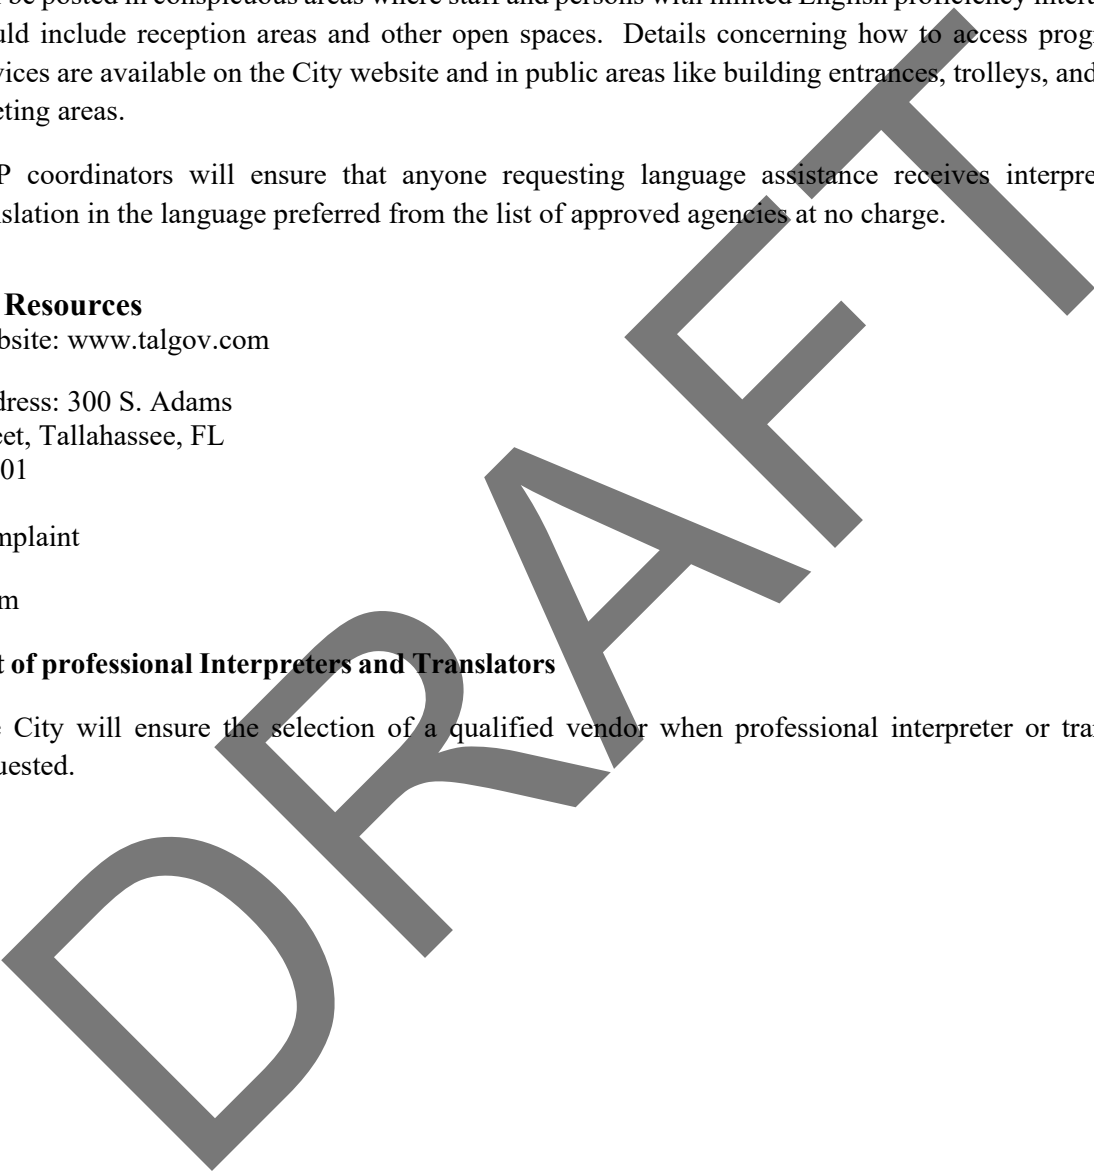 be posted in conspicuous areas where staff and persons with limited English proficiency
uld include reception areas and other open spaces. Details concerning how to access prog
vices are available on the City website and in public areas like building entrances, trolleys, and
eting areas.
P coordinators will ensure that anyone requesting language assistance receives interpre
nslation in the language preferred from the list of approved agencies at no charge.
Resources
bsite: www.talgov.com
dress: 300 S. Adams
eet, Tallahassee, FL
01
mplaint
m
t of professional Interpreters and Translators
e City will ensure the selection of a qualified vendor when professional interpreter or tra
uested.
DRAFT